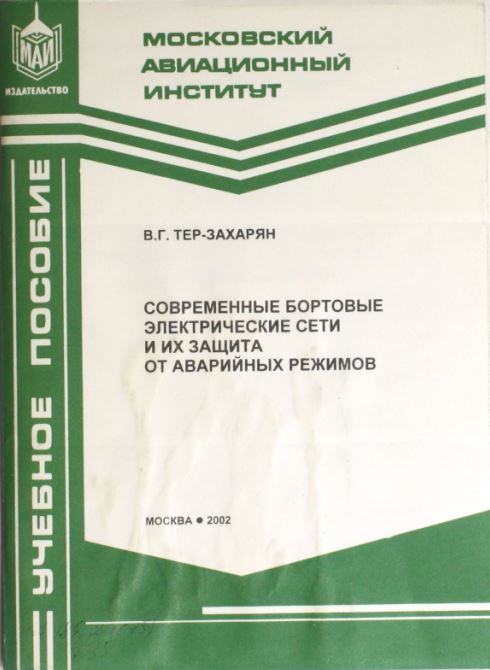 МАИ
ИЗДАТЕЛЬСТВО
МОСКОВСКИЙ
АВИАЦИОННЫЙ
ИНСТИТУТ
УЧЕБНОЕ ПОСОБИЕ
В.Г. ТЕР-ЗАХАРЯН
СОВРЕМЕННЫЕ БОРТОВЫЕ
ЭЛЕКТРИЧЕСКИЕ СЕТИ
И ИХ ЗАЩИТА
ОТ АВАРИЙНЫХ РЕЖИМОВ
МОСКВА ● 2002